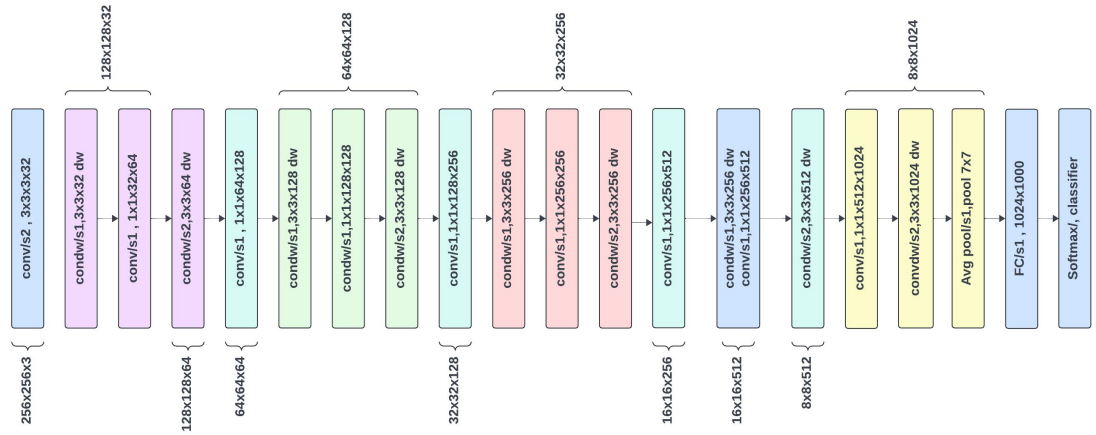 128x128x32
64x64x128
32x32x256
8x8x1024
conv/s2 , 3x3x3x32
condw/s1,3x3x32 dw
conv/s1 , 1x1x32x64
condw/s2,3x3x64 dw
conv/s1 , 1x1x64x128
condw/s1,3x3x128 dw
condw/s1,1x1x128x128
condw/s2,3x3x128 dw
conv/s1,1x1x128x256
condw/s1,3x3x256 dw
conv/s1,1x1x256x256
condw/s2,3x3x256 dw
conv/s1,1x1x256x512
condw/s1,3x3x256 dw
conv/s1,1x1x256x512
condw/s2,3x3x512 dw
conv/s1,1x1x512x1024
convdw/s2,3x3x1024 dw
Avg pool/s1,pool 7x7
FC/s1 , 1024x1000
Softmax/, classifier
256x256x3
128x128x64
64x64x64
32x32x128
16x16x256
16x16x512
8x8x512